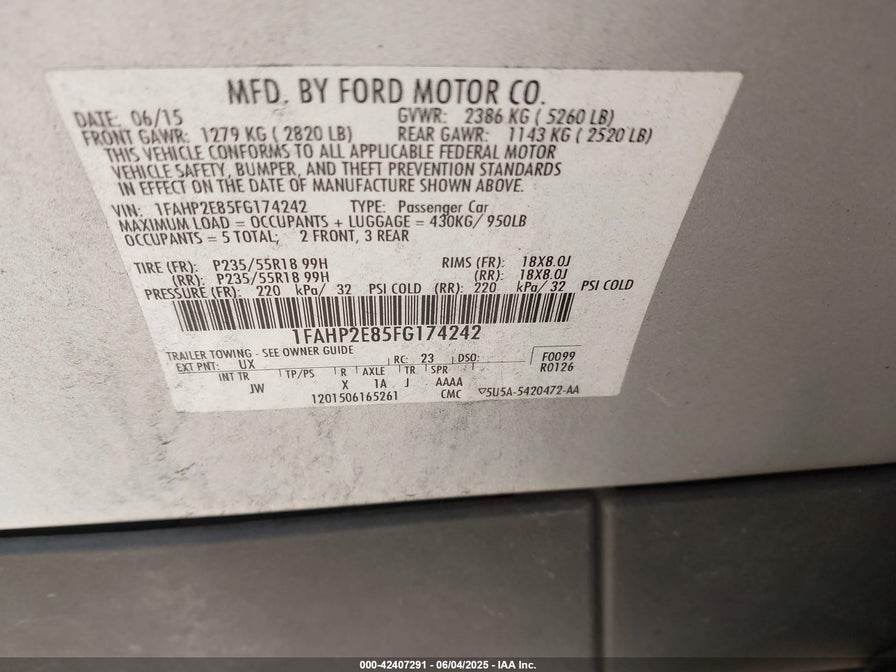 MFD. BY FORD MOTOR CO.
DATE: 06/15 GVWR: 2386 KG ( 5260 LB)
FRONT GAWR: 1279 KG ( 2820 LB) REAR GAWR: 1143 KG ( 2520 LB)
THIS VEHICLE CONFORMS TO ALL APPLICABLE FEDERAL MOTOR
VEHICLE SAFETY, BUMPER, AND THEFT PREVENTION STANDARDS
IN EFFECT ON THE DATE OF MANUFACTURE SHOWN ABOVE.
VIN: 1FAHP2E85FG174242 TYPE: Passenger Car
MAXIMUM LOAD = OCCUPANTS + LUGGAGE = 430KG/ 950LB
OCCUPANTS = 5 TOTAL; 2 FRONT, 3 REAR
TIRE (FR): P235/55R18 99H RIMS (FR): 18X8.0J
(RR): P235/55R18 99H (RR): 18X8.0J
PRESSURE (FR): 220 kPa/ 32 PSI COLD (RR): 220 kPa/ 32 PSI COLD
1FAHP2E85FG174242
TRAILER TOWING - SEE OWNER GUIDE
EXT PNT: UX RC: 23 DSO: F0099
R0126
INT TR TP/PS R AXLE TR SPR
JW X 1A J AAAA
1201506165261 CMC ▽5U5A-5420472-AA
000-42407291 - 06/04/2025 - IAA Inc.